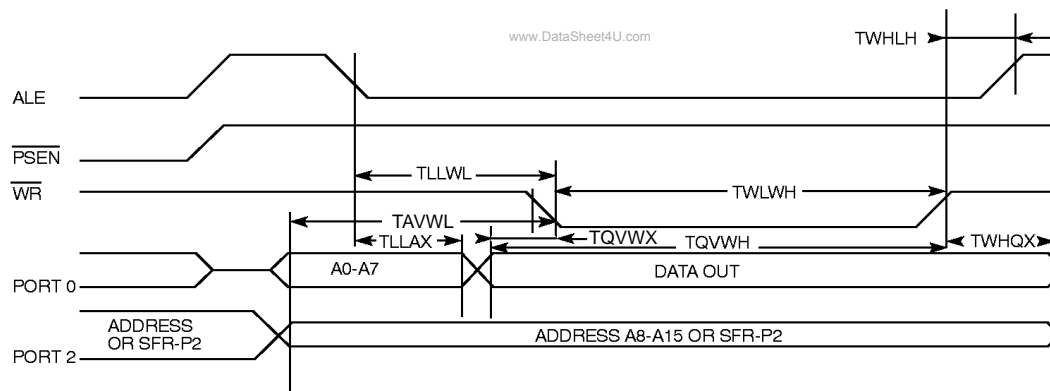 www.DataSheet4U.com
TWHLH
ALE
PSEN
TLLWL
WR
TWLWH
TAVWL
TLLAX
TQVWX
TQVWH
TWHQX
A0-A7
DATA OUT
PORT 0
ADDRESS
OR SFR-P2
ADDRESS A8-A15 OR SFR-P2
PORT 2